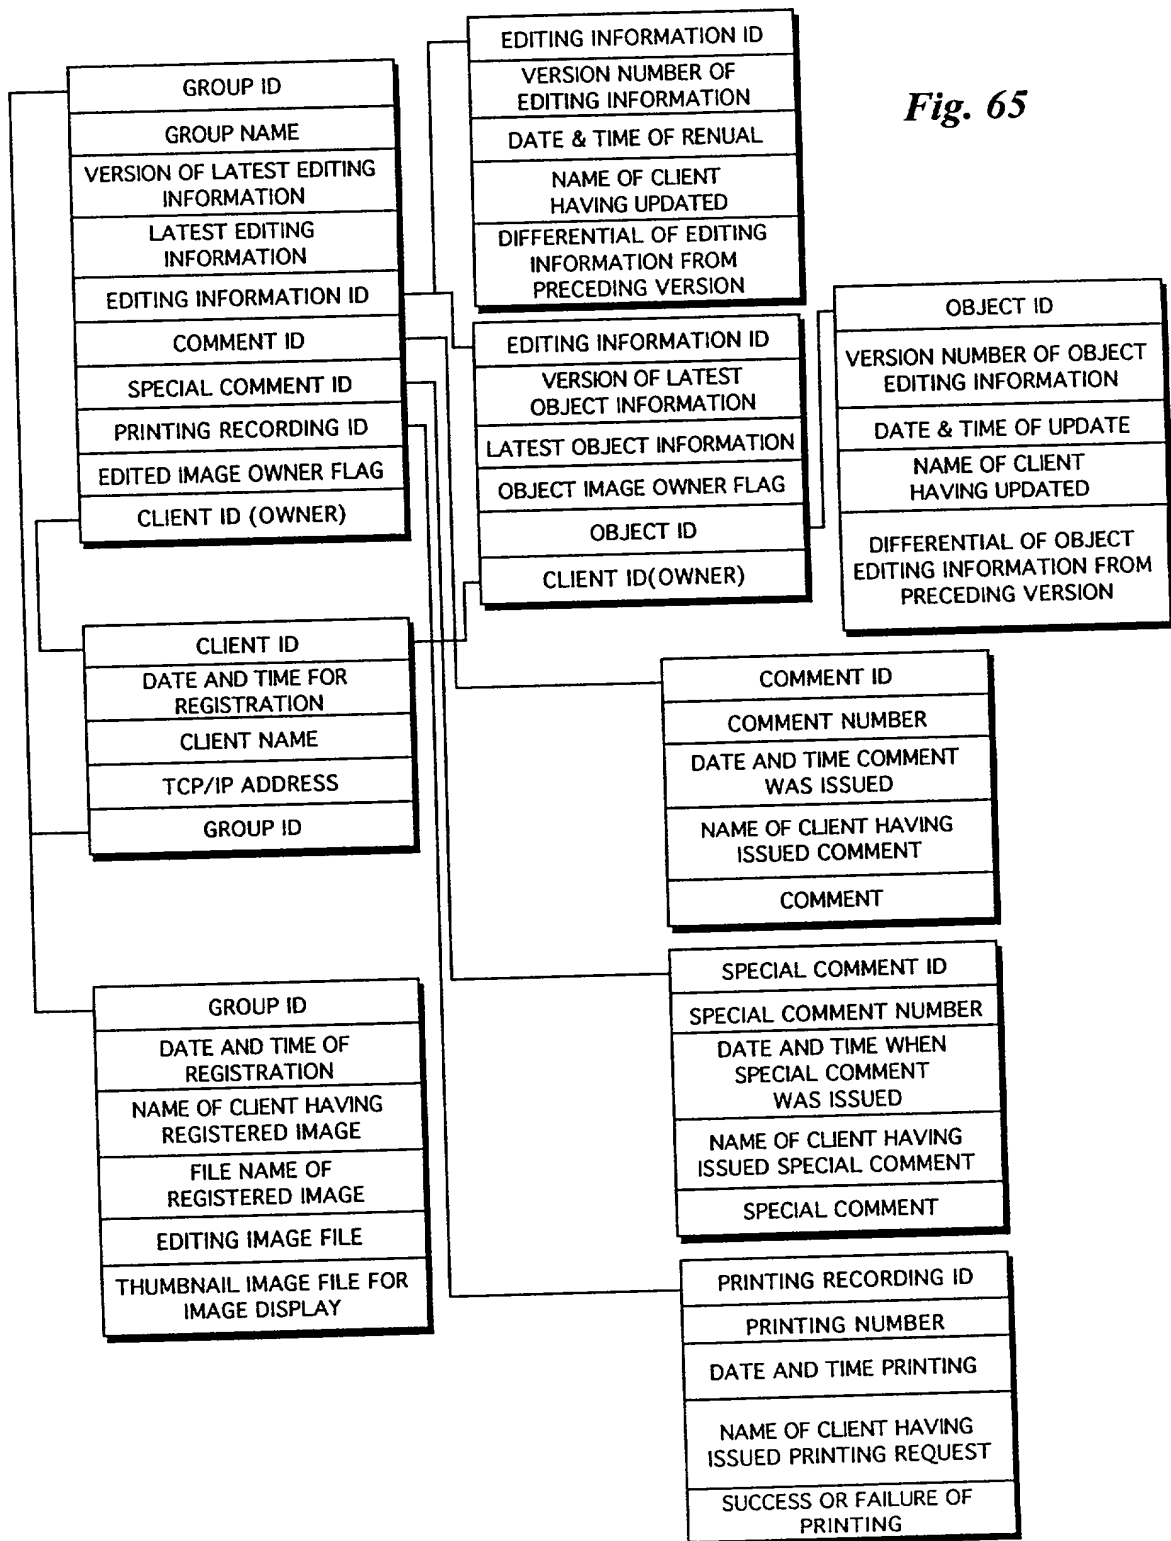 Fig. 65
GROUP ID
GROUP NAME
VERSION OF LATEST EDITING
INFORMATION
LATEST EDITING
INFORMATION
EDITING INFORMATION ID
COMMENT ID
SPECIAL COMMENT ID
PRINTING RECORDING ID
EDITED IMAGE OWNER FLAG
CLIENT ID (OWNER)
EDITING INFORMATION ID
VERSION NUMBER OF
EDITING INFORMATION
DATE & TIME OF RENUAL
NAME OF CLIENT
HAVING UPDATED
DIFFERENTIAL OF EDITING
INFORMATION FROM
PRECEDING VERSION
EDITING INFORMATION ID
VERSION OF LATEST
OBJECT INFORMATION
LATEST OBJECT INFORMATION
OBJECT IMAGE OWNER FLAG
OBJECT ID
CLIENT ID(OWNER)
OBJECT ID
VERSION NUMBER OF OBJECT
EDITING INFORMATION
DATE & TIME OF UPDATE
NAME OF CLIENT
HAVING UPDATED
DIFFERENTIAL OF OBJECT
EDITING INFORMATION FROM
PRECEDING VERSION
CLIENT ID
DATE AND TIME FOR
REGISTRATION
CLIENT NAME
TCP/IP ADDRESS
GROUP ID
COMMENT ID
COMMENT NUMBER
DATE AND TIME COMMENT
WAS ISSUED
NAME OF CLIENT HAVING
ISSUED COMMENT
COMMENT
GROUP ID
DATE AND TIME OF
REGISTRATION
NAME OF CLIENT HAVING
REGISTERED IMAGE
FILE NAME OF
REGISTERED IMAGE
EDITING IMAGE FILE
THUMBNAIL IMAGE FILE FOR
IMAGE DISPLAY
SPECIAL COMMENT ID
SPECIAL COMMENT NUMBER
DATE AND TIME WHEN
SPECIAL COMMENT
WAS ISSUED
NAME OF CLIENT HAVING
ISSUED SPECIAL COMMENT
SPECIAL COMMENT
PRINTING RECORDING ID
PRINTING NUMBER
DATE AND TIME PRINTING
NAME OF CLIENT HAVING
ISSUED PRINTING REQUEST
SUCCESS OR FAILURE OF
PRINTING